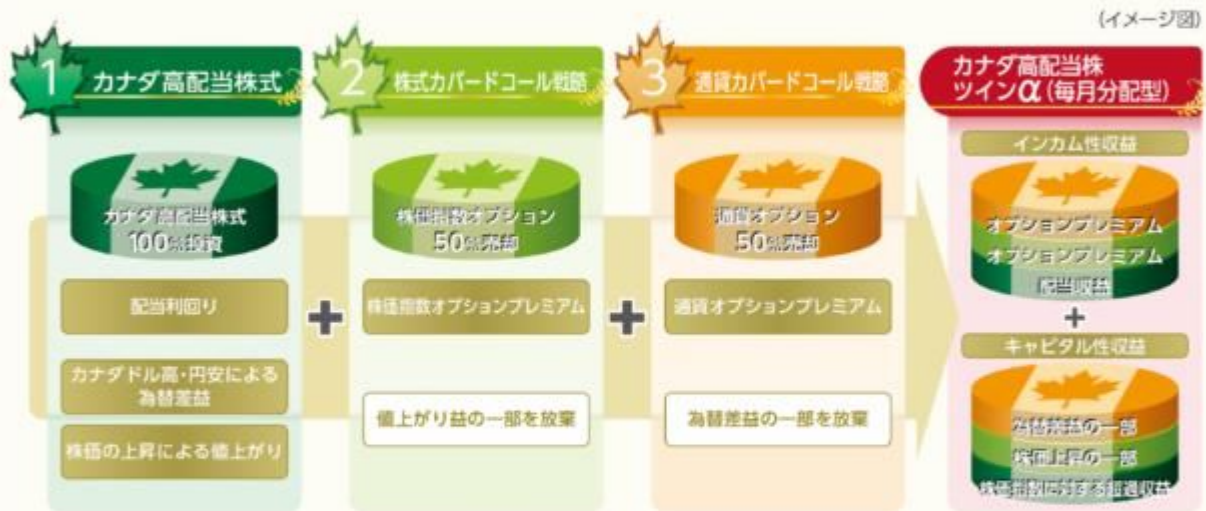 (イメージ図)
1
カナダ高配当株式
カナダ高配当株式
100%投資
配当利回り
カナダドル高・円安による
為替差益
株価の上昇による値上がり
+
2
株式カバードコール戦略
株価指数オプション
50%売却
株価指数オプションプレミアム
値上がり益の一部を放棄
+
3
通貨カバードコール戦略
通貨オプション
50%売却
通貨オプションプレミアム
為替差益の一部を放棄
カナダ高配当株
ツインα(毎月分配型)
インカム性収益
オプションプレミアム
オプションプレミアム
配当収益
+
キャピタル性収益
為替差益の一部
株価上昇の一部
株価指数に対する超過収益